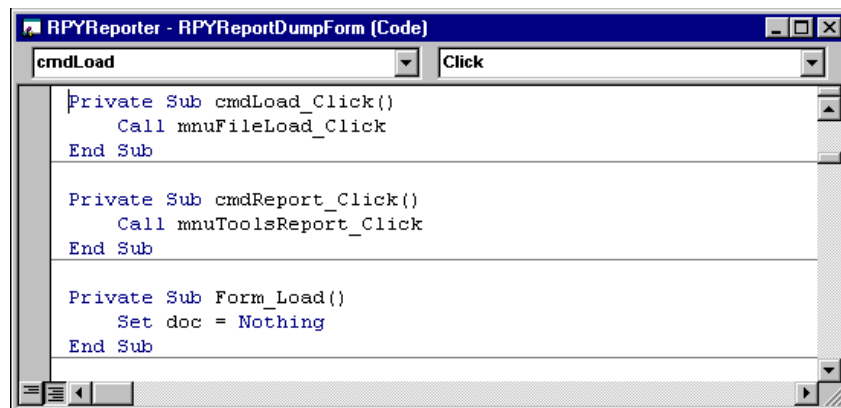 RPYReporter - RPYReportDumpForm (Code)
cmdLoad Click
Private Sub cmdLoad_Click()
    Call mnuFileLoad_Click
End Sub
Private Sub cmdReport_Click()
    Call mnuToolsReport_Click
End Sub
Private Sub Form_Load()
    Set doc = Nothing
End Sub